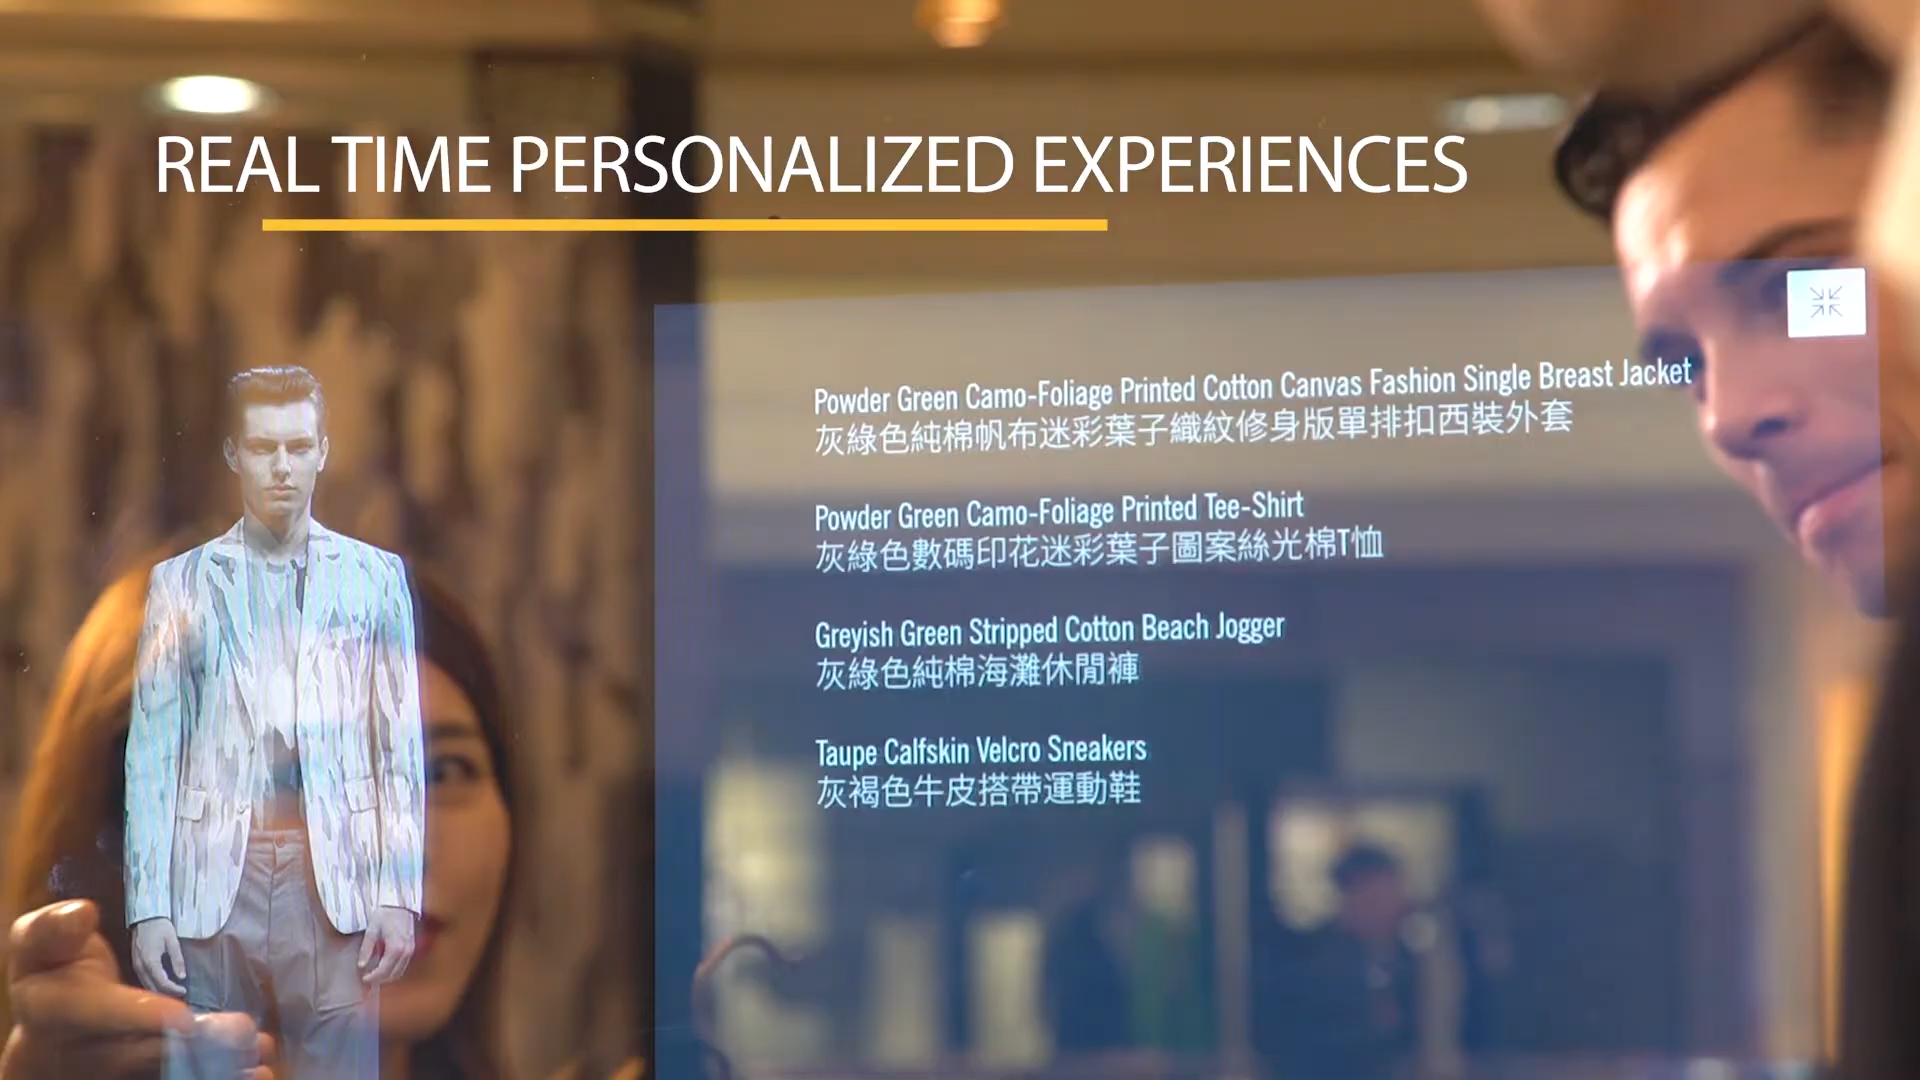 REAL TIME PERSONALIZED EXPERIENCES
Powder Green Camo-Foliage Printed Cotton Canvas Fashion Single Breast Jacket
灰綠色純棉帆布迷彩葉子織紋修身版單排扣西裝外套
Powder Green Camo-Foliage Printed Tee-Shirt
灰綠色數碼印花迷彩葉子圖案絲光棉T恤
Greyish Green Stripped Cotton Beach Jogger
灰綠色純棉海灘休閒褲
Taupe Calfskin Velcro Sneakers
灰褐色牛皮搭帶運動鞋